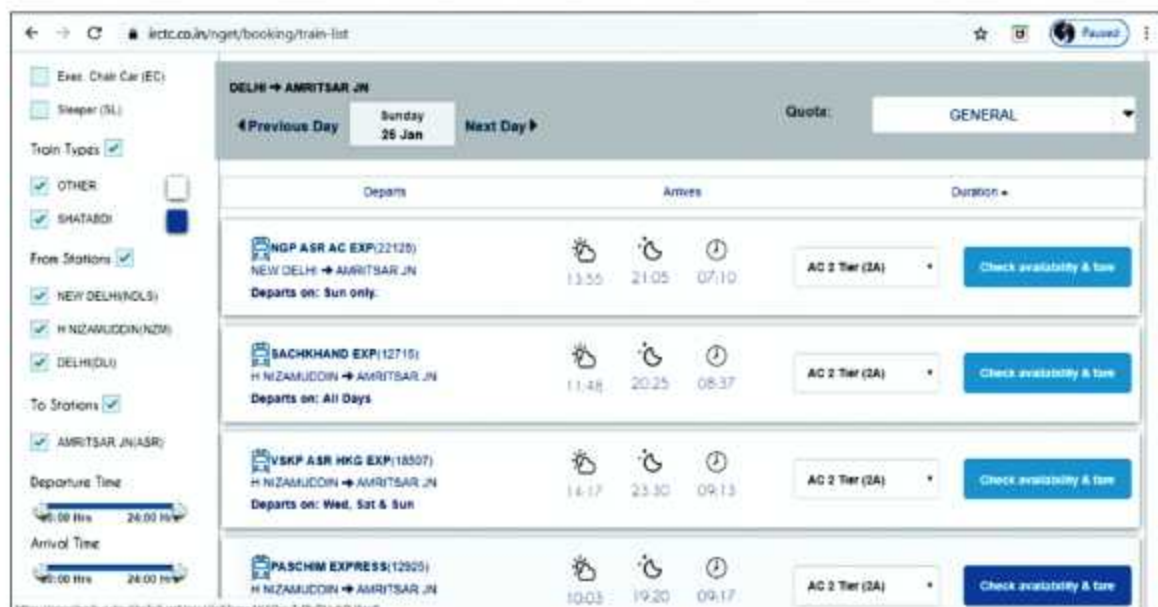 irctc.co.in/nget/booking/train-list
Paused
Exec. Chair Car (EC)
Sleeper (SL)
Train Types
OTHER
SHATABDI
From Stations
NEW DELHI(NDLS)
H NIZAMUDDIN(NZM)
DELHI(DLI)
To Stations
AMRITSAR JN(ASR)
Departure Time
00:00 Hrs 24:00 Hrs
Arrival Time
00:00 Hrs 24:00 Hrs
DELHI → AMRITSAR JN
Previous Day
Sunday
26 Jan
Next Day
Quota:
GENERAL
Departs Arrives Duration
NGP ASR AC EXP(22125)
NEW DELHI → AMRITSAR JN
Departs on: Sun only.
13:55 21:05 07:10
AC 2 Tier (2A)
Check availability & fare
SACHKHAND EXP(12715)
H NIZAMUDDIN → AMRITSAR JN
Departs on: All Days
11:48 20:25 08:37
AC 2 Tier (2A)
Check availability & fare
VSKP ASR HKG EXP(18507)
H NIZAMUDDIN → AMRITSAR JN
Departs on: Wed, Sat & Sun
14:17 23:30 09:13
AC 2 Tier (2A)
Check availability & fare
PASCHIM EXPRESS(12925)
H NIZAMUDDIN → AMRITSAR JN
10:03 19:20 09:17
AC 2 Tier (2A)
Check availability & fare